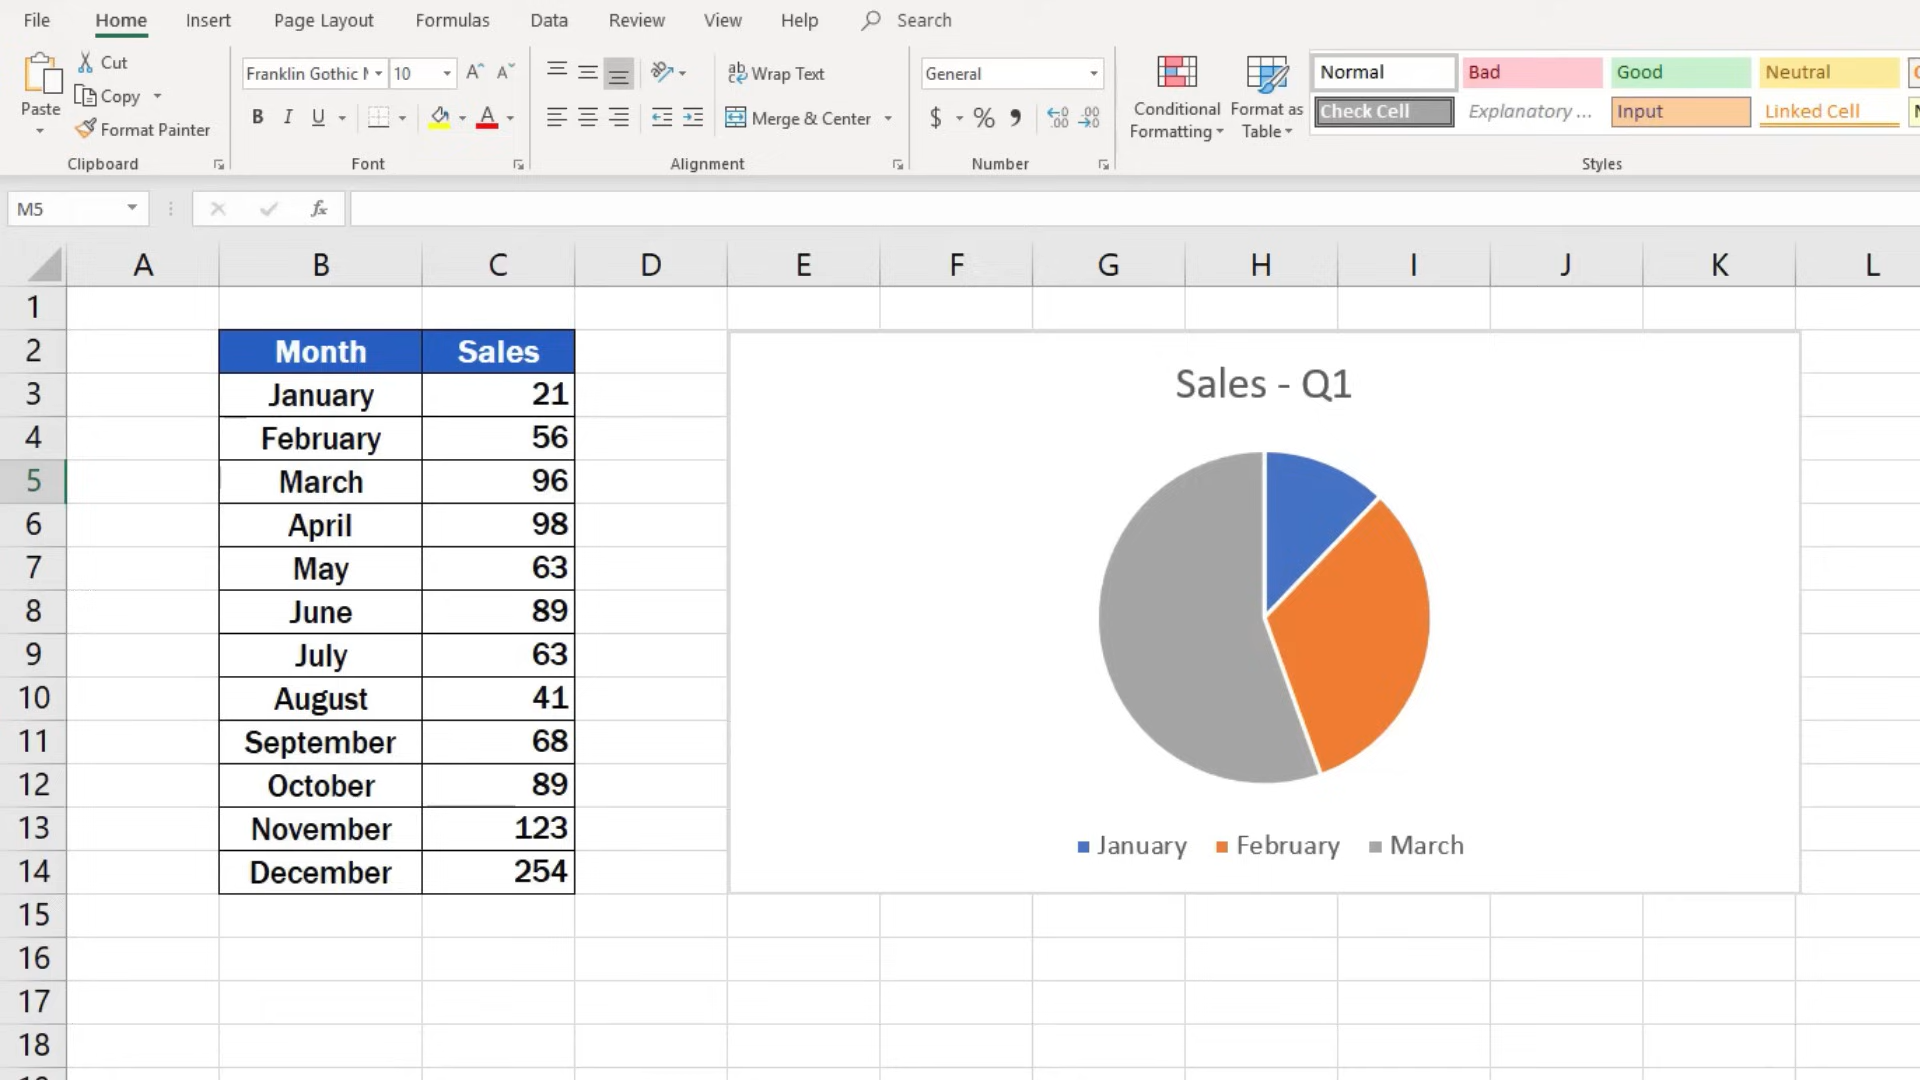 File Home Insert Page Layout Formulas Data Review View Help Search
Paste
Cut
Copy
Format Painter
Clipboard
Franklin Gothic 10
B I U
Font
Wrap Text
Merge & Center
Alignment
General
$ % ,
Number
Conditional Formatting
Format as Table
Normal Bad Good Neutral
Check Cell Explanatory ... Input Linked Cell
Styles
M5 fx
A B C D E F G H I J K L
1
2 Month Sales
3 January 21
4 February 56
5 March 96
6 April 98
7 May 63
8 June 89
9 July 63
10 August 41
11 September 68
12 October 89
13 November 123
14 December 254
15
16
17
18
Sales - Q1
January February March